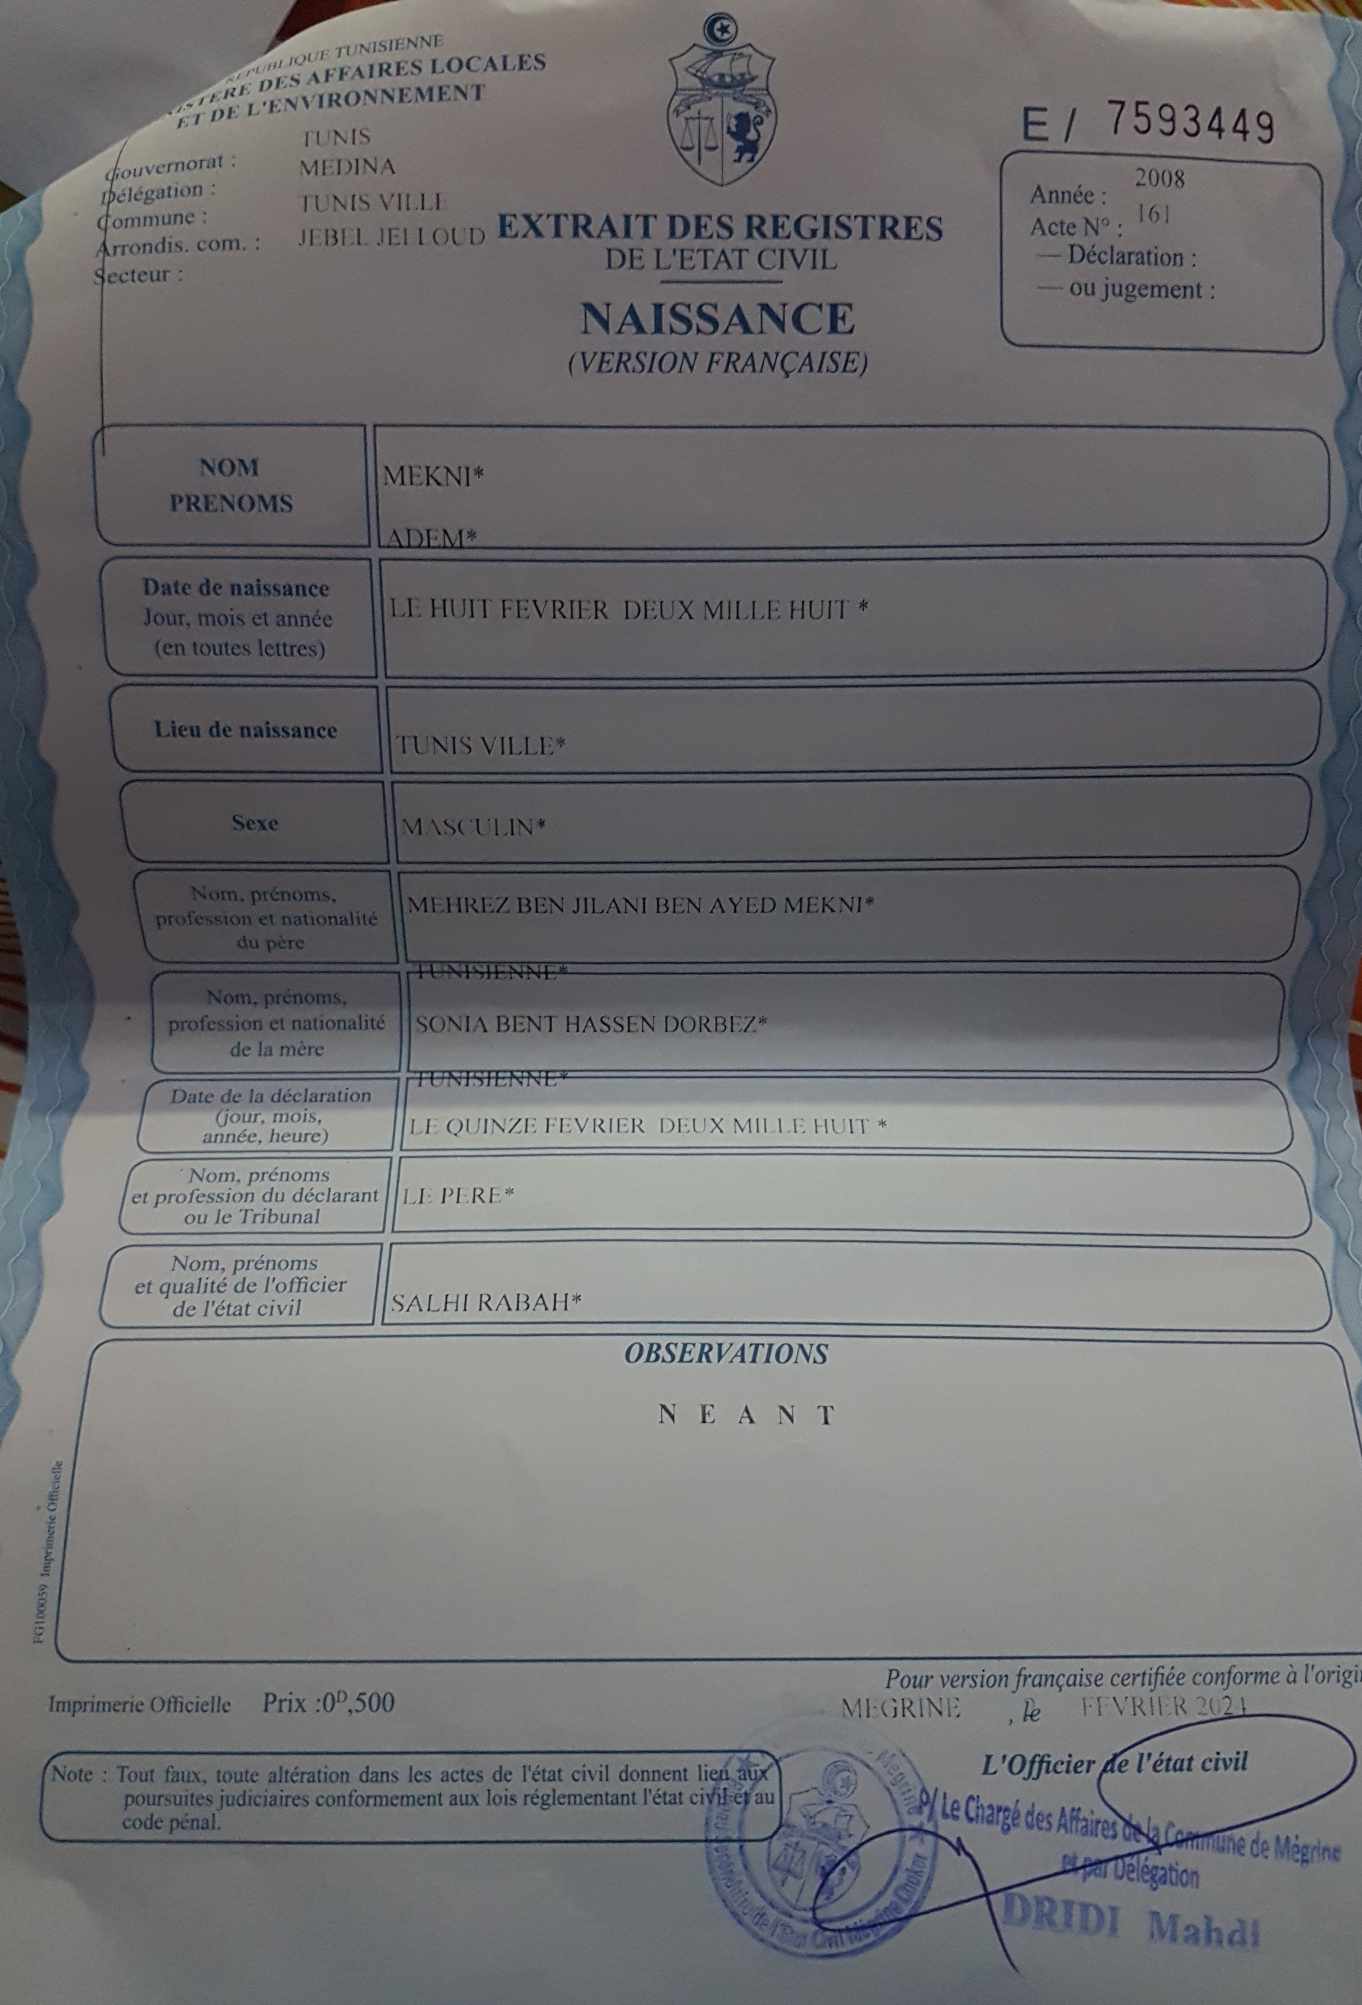 REPUBLIQUE TUNISIENNE
DES AFFAIRES LOCALES
ET DE L'ENVIRONNEMENT
Gouvernorat : TUNIS
Délégation : MEDINA
Commune : TUNIS VILLE
Arrondis. com. : JEBEL JELLOUD
Secteur :
EXTRAIT DES REGISTRES
DE L'ETAT CIVIL
NAISSANCE
(VERSION FRANÇAISE)
E / 7593449
Année : 2008
Acte N° : 161
— Déclaration :
— ou jugement :
NOM
PRENOMS
MEKNI*
ADEM*
Date de naissance
Jour, mois et année
(en toutes lettres)
LE HUIT FEVRIER DEUX MILLE HUIT *
Lieu de naissance
TUNIS VILLE*
Sexe
MASCULIN*
Nom, prénoms,
profession et nationalité
du père
MEHREZ BEN JILANI BEN AYED MEKNI*
TUNISIENNE*
Nom, prénoms,
profession et nationalité
de la mère
SONIA BENT HASSEN DORBEZ*
TUNISIENNE*
Date de la déclaration
(jour, mois,
année, heure)
LE QUINZE FEVRIER DEUX MILLE HUIT *
Nom, prénoms
et profession du déclarant
ou le Tribunal
LE PERE*
Nom, prénoms
et qualité de l'officier
de l'état civil
SALHI RABAH*
OBSERVATIONS
N E A N T
FG100059 Imprimerie Officielle
Pour version française certifiée conforme à l'origi
Imprimerie Officielle Prix :0ᴰ,500
MEGRINE , le FEVRIER 2024
L'Officier de l'état civil
Note : Tout faux, toute altération dans les actes de l'état civil donnent lieu aux
poursuites judiciaires conformement aux lois réglementant l'état civil et au
code pénal.
P/ Le Chargé des Affaires de la Commune de Mégrine
et par Délégation
DRIDI Mahdi
de l'Etat Civil Mégrine Chaker